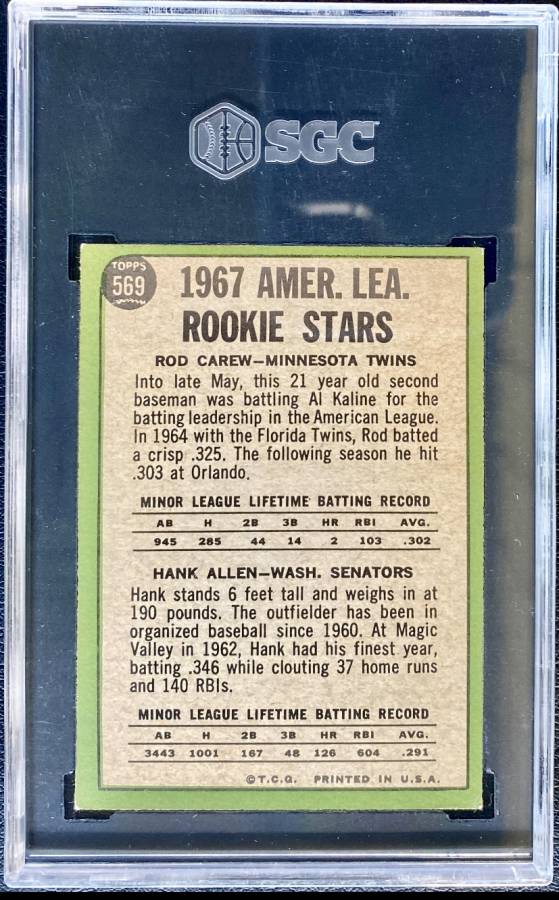 SGC
TOPPS
569
1967 AMER. LEA.
ROOKIE STARS
ROD CAREW—MINNESOTA TWINS
Into late May, this 21 year old second
baseman was battling Al Kaline for the
batting leadership in the American League.
In 1964 with the Florida Twins, Rod batted
a crisp .325. The following season he hit
.303 at Orlando.
MINOR LEAGUE LIFETIME BATTING RECORD
AB H 2B 3B HR RBI AVG.
945 285 44 14 2 103 .302
HANK ALLEN—WASH. SENATORS
Hank stands 6 feet tall and weighs in at
190 pounds. The outfielder has been in
organized baseball since 1960. At Magic
Valley in 1962, Hank had his finest year,
batting .346 while clouting 37 home runs
and 140 RBIs.
MINOR LEAGUE LIFETIME BATTING RECORD
AB H 2B 3B HR RBI AVG.
3443 1001 167 48 126 604 .291
©T.C.G. PRINTED IN U.S.A.